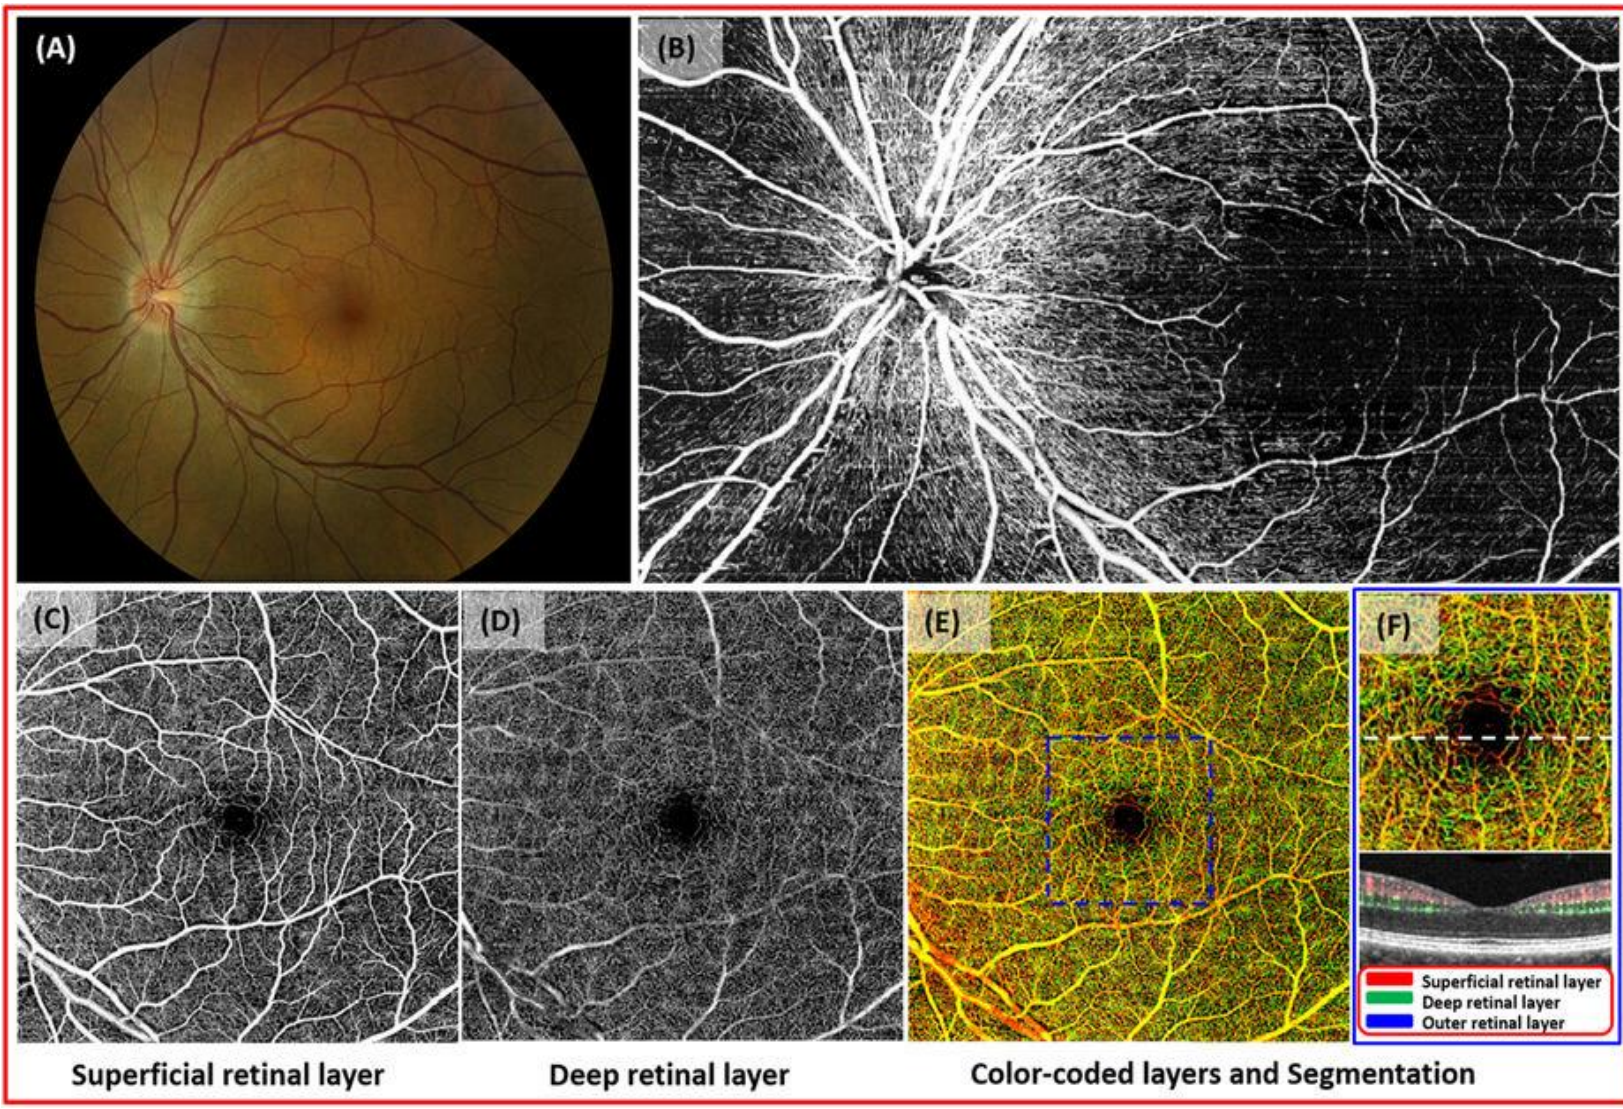 (A)
(B)
(C)
(D)
(E)
(F)
Superficial retinal layer
Deep retinal layer
Outer retinal layer
Superficial retinal layer
Deep retinal layer
Color-coded layers and Segmentation